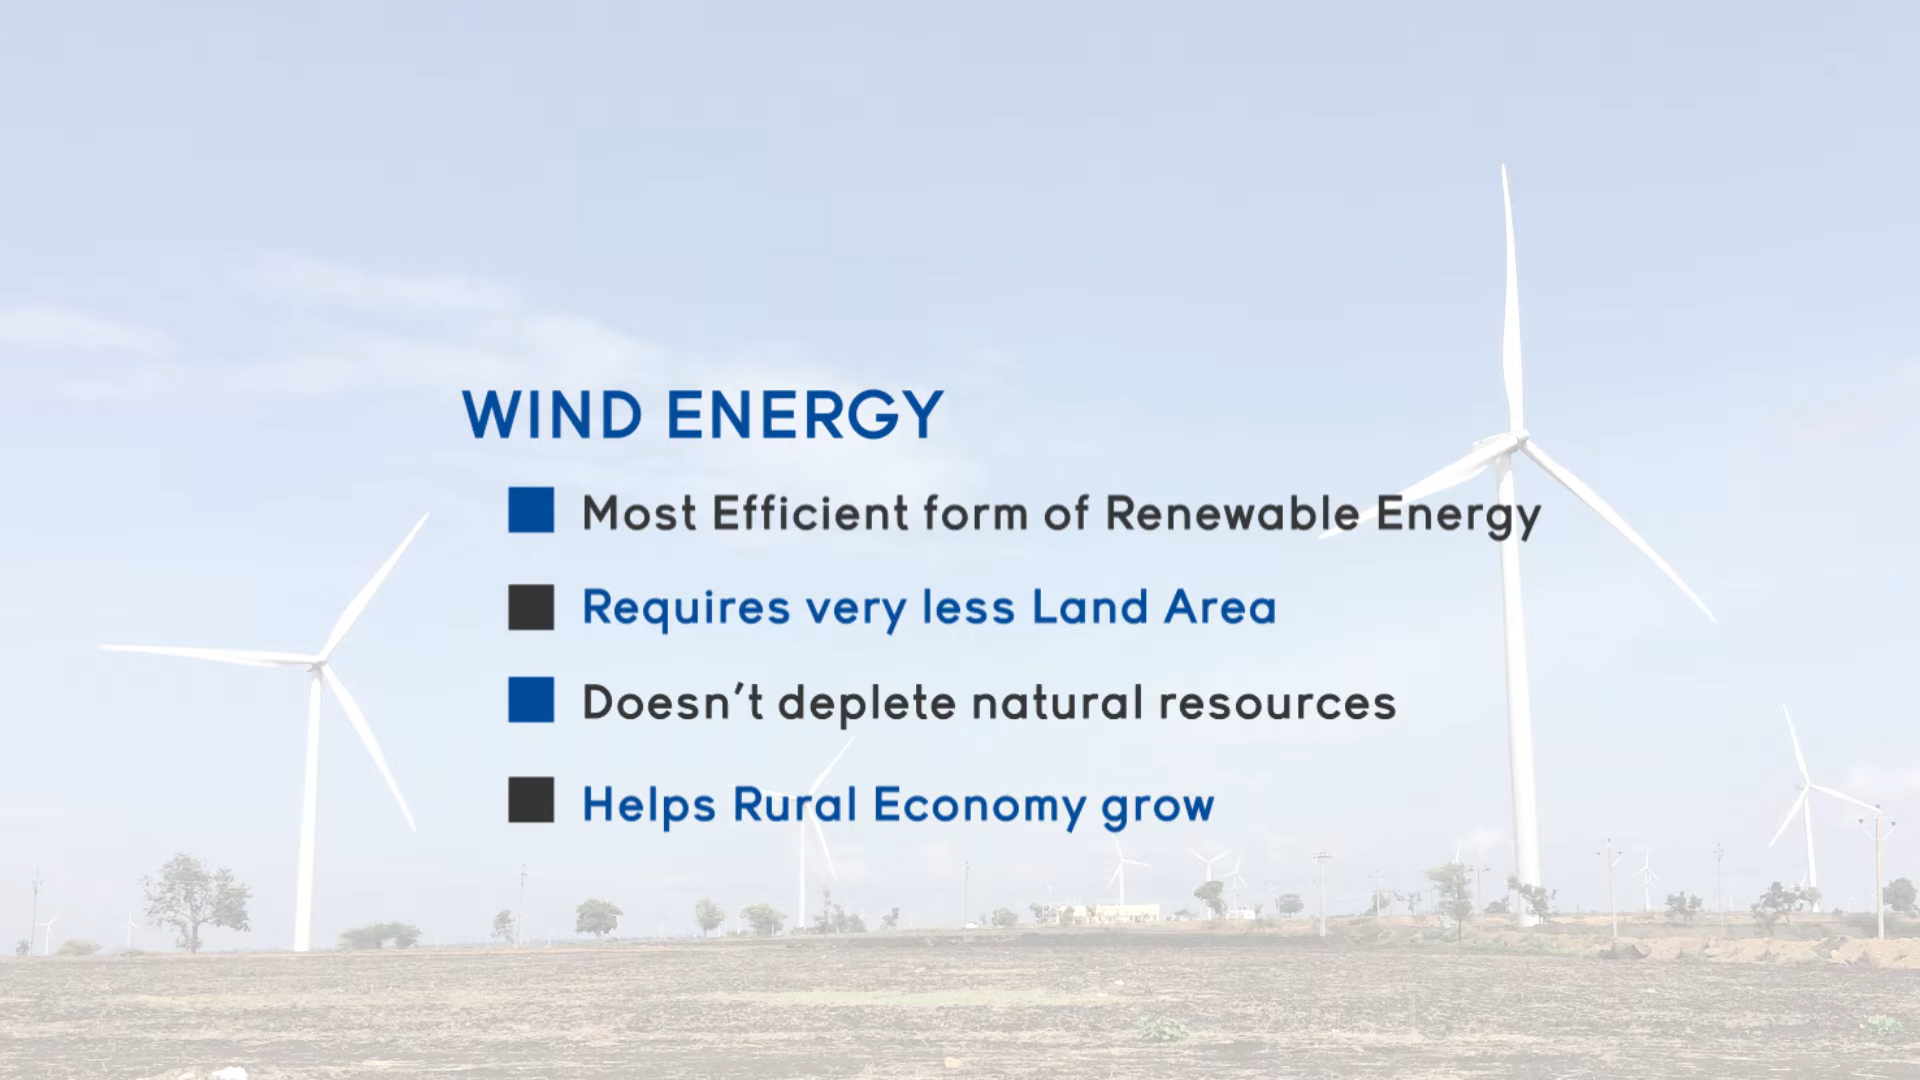 WIND ENERGY
Most Efficient form of Renewable Energy
Requires very less Land Area
Doesn’t deplete natural resources
Helps Rural Economy grow